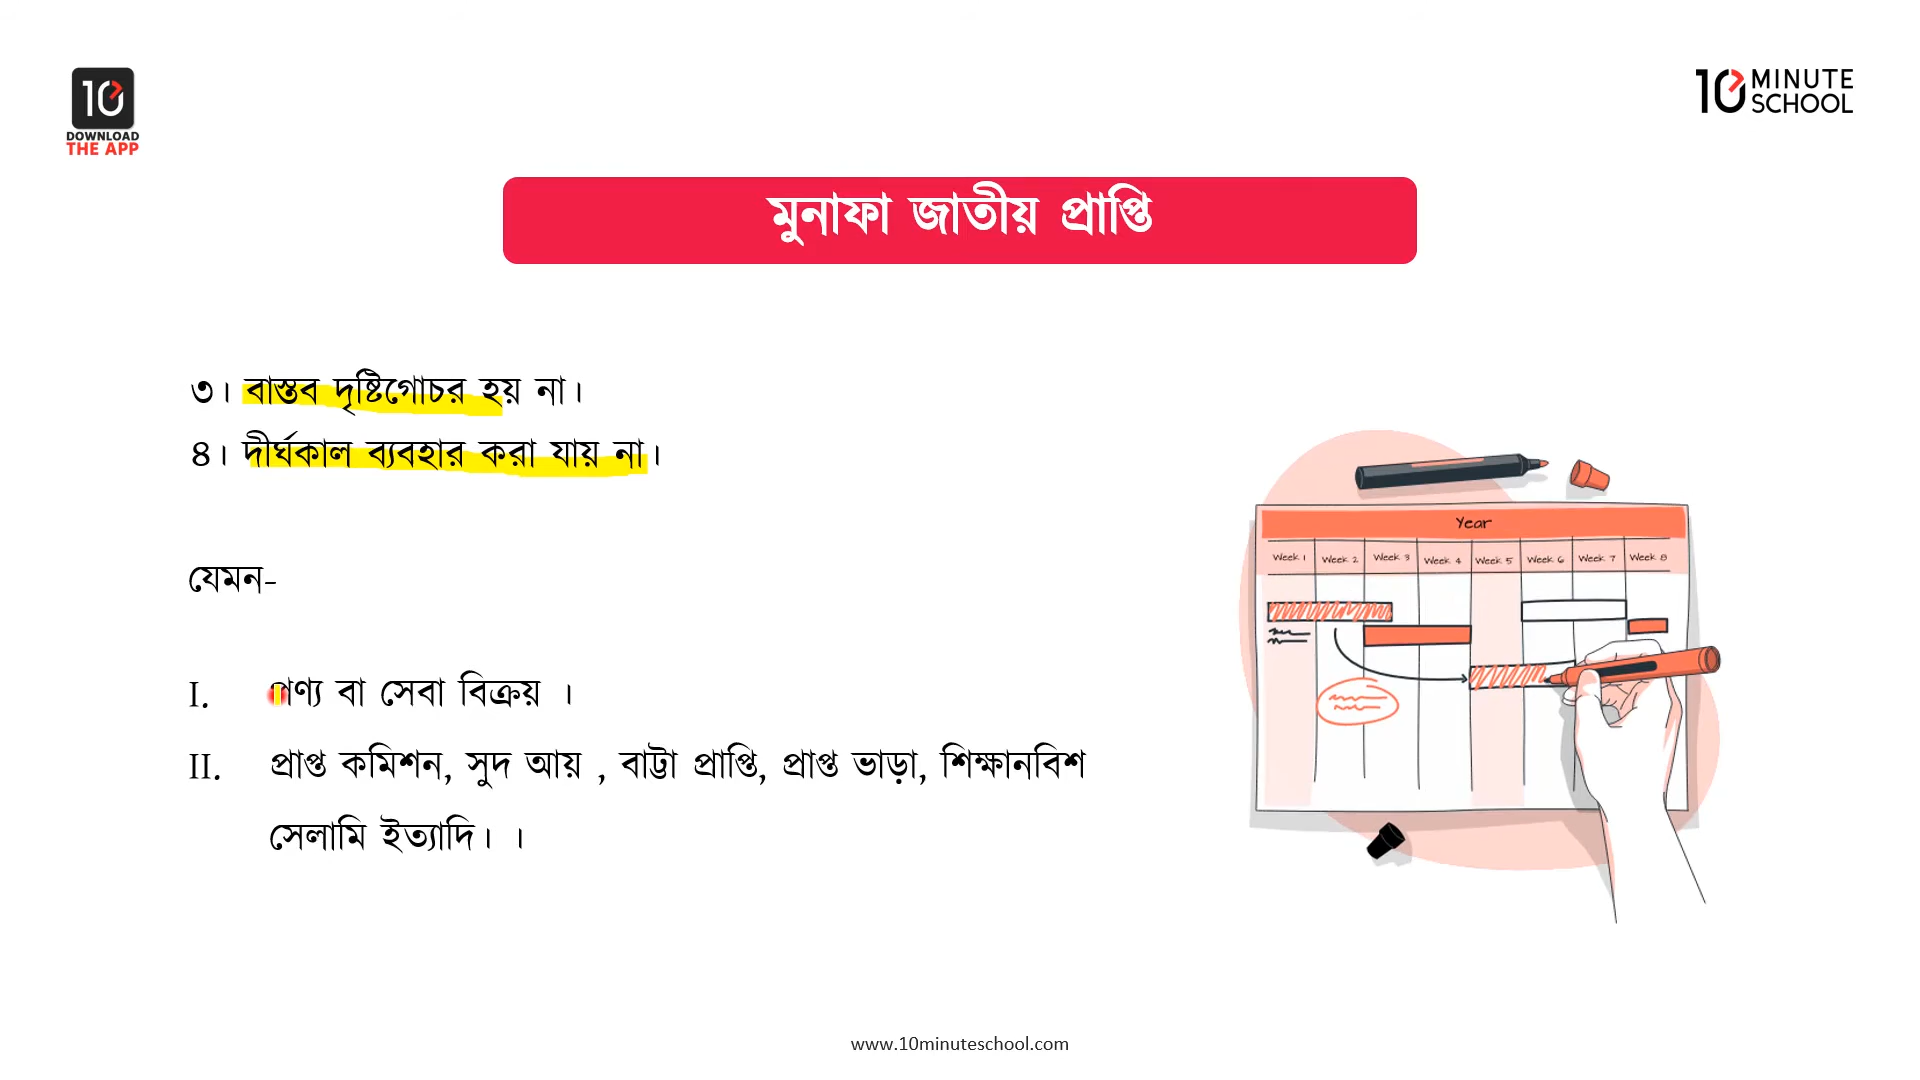 10
DOWNLOAD
THE APP
10 MINUTE
SCHOOL
মুনাফা জাতীয় প্রাপ্তি
৩। বাস্তব দৃষ্টিগোচর হয় না।
৪। দীর্ঘকাল ব্যবহার করা যায় না।
যেমন-
I. পণ্য বা সেবা বিক্রয় ।
II. প্রাপ্ত কমিশন, সুদ আয় , বাট্টা প্রাপ্তি, প্রাপ্ত ভাড়া, শিক্ষানবিশ
সেলামি ইত্যাদি। ।
Year
Week 1 Week 2 Week 3 Week 4 Week 5 Week 6 Week 7 Week 8
www.10minuteschool.com